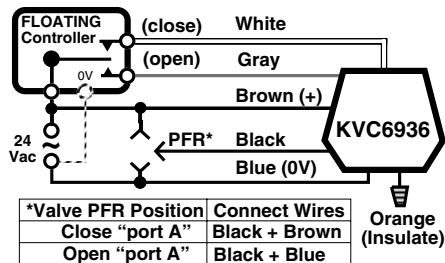 FLOATING
Controller
(close)
White
(open)
Gray
0V
Brown (+)
KVC6936
24
Vac
PFR*
Black
Blue (0V)
Orange
(Insulate)
*Valve PFR Position Connect Wires
Close “port A” Black + Brown
Open “port A” Black + Blue